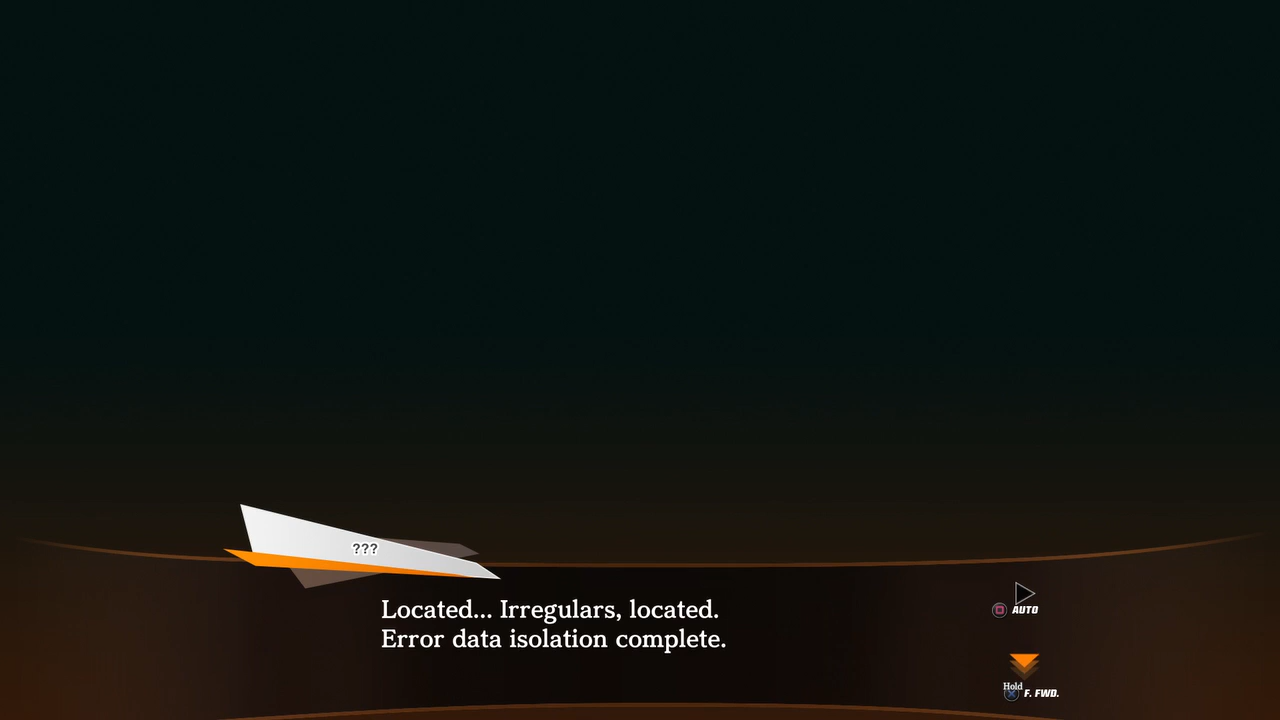 ???
Located... Irregulars, located.
Error data isolation complete.
AUTO
Hold
F. FWD.